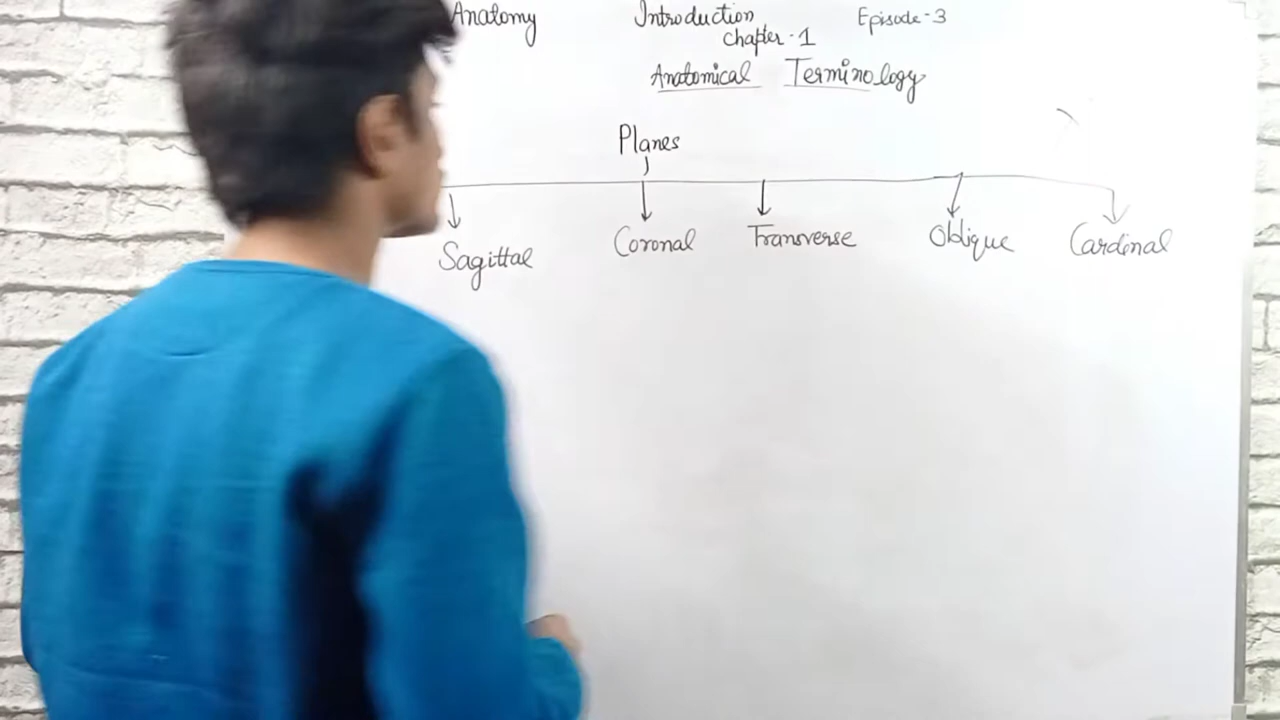 Anatomy Introduction Episode-3
chapter-1
Anatomical Terminology
Planes
Sagittal Coronal Transverse Oblique Cardinal